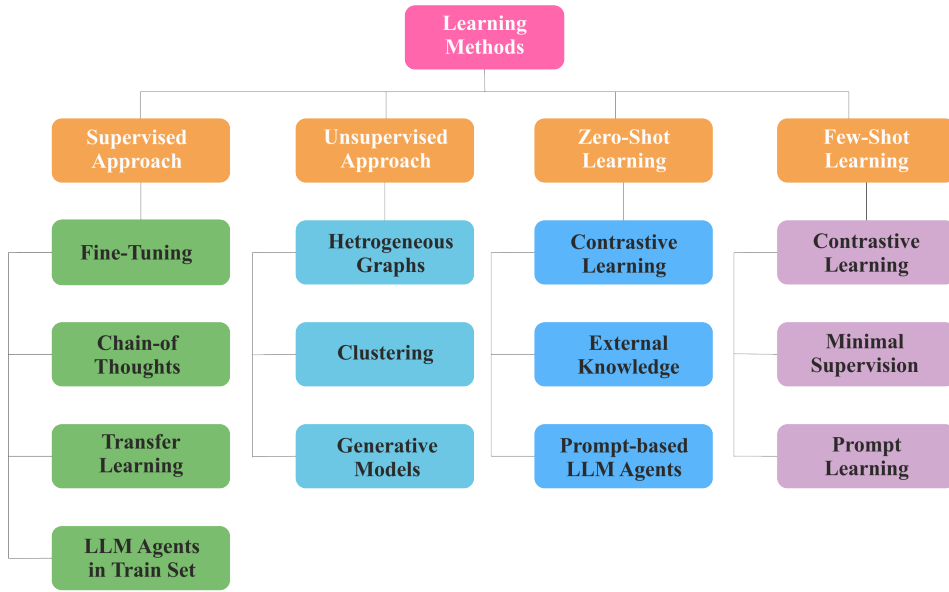 Learning
Methods
Supervised
Approach
Unsupervised
Approach
Zero-Shot
Learning
Few-Shot
Learning
Fine-Tuning
Chain-of
Thoughts
Transfer
Learning
LLM Agents
in Train Set
Hetrogeneous
Graphs
Clustering
Generative
Models
Contrastive
Learning
External
Knowledge
Prompt-based
LLM Agents
Contrastive
Learning
Minimal
Supervision
Prompt
Learning